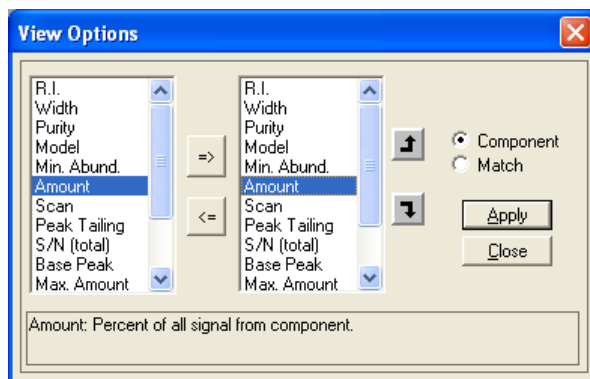 View Options
R.I.
Width
Purity
Model
Min. Abund.
Amount
Scan
Peak Tailing
S/N (total)
Base Peak
Max. Amount
=>
<=
R.I.
Width
Purity
Model
Min. Abund.
Amount
Scan
Peak Tailing
S/N (total)
Base Peak
Max. Amount
Component
Match
Apply
Close
Amount: Percent of all signal from component.